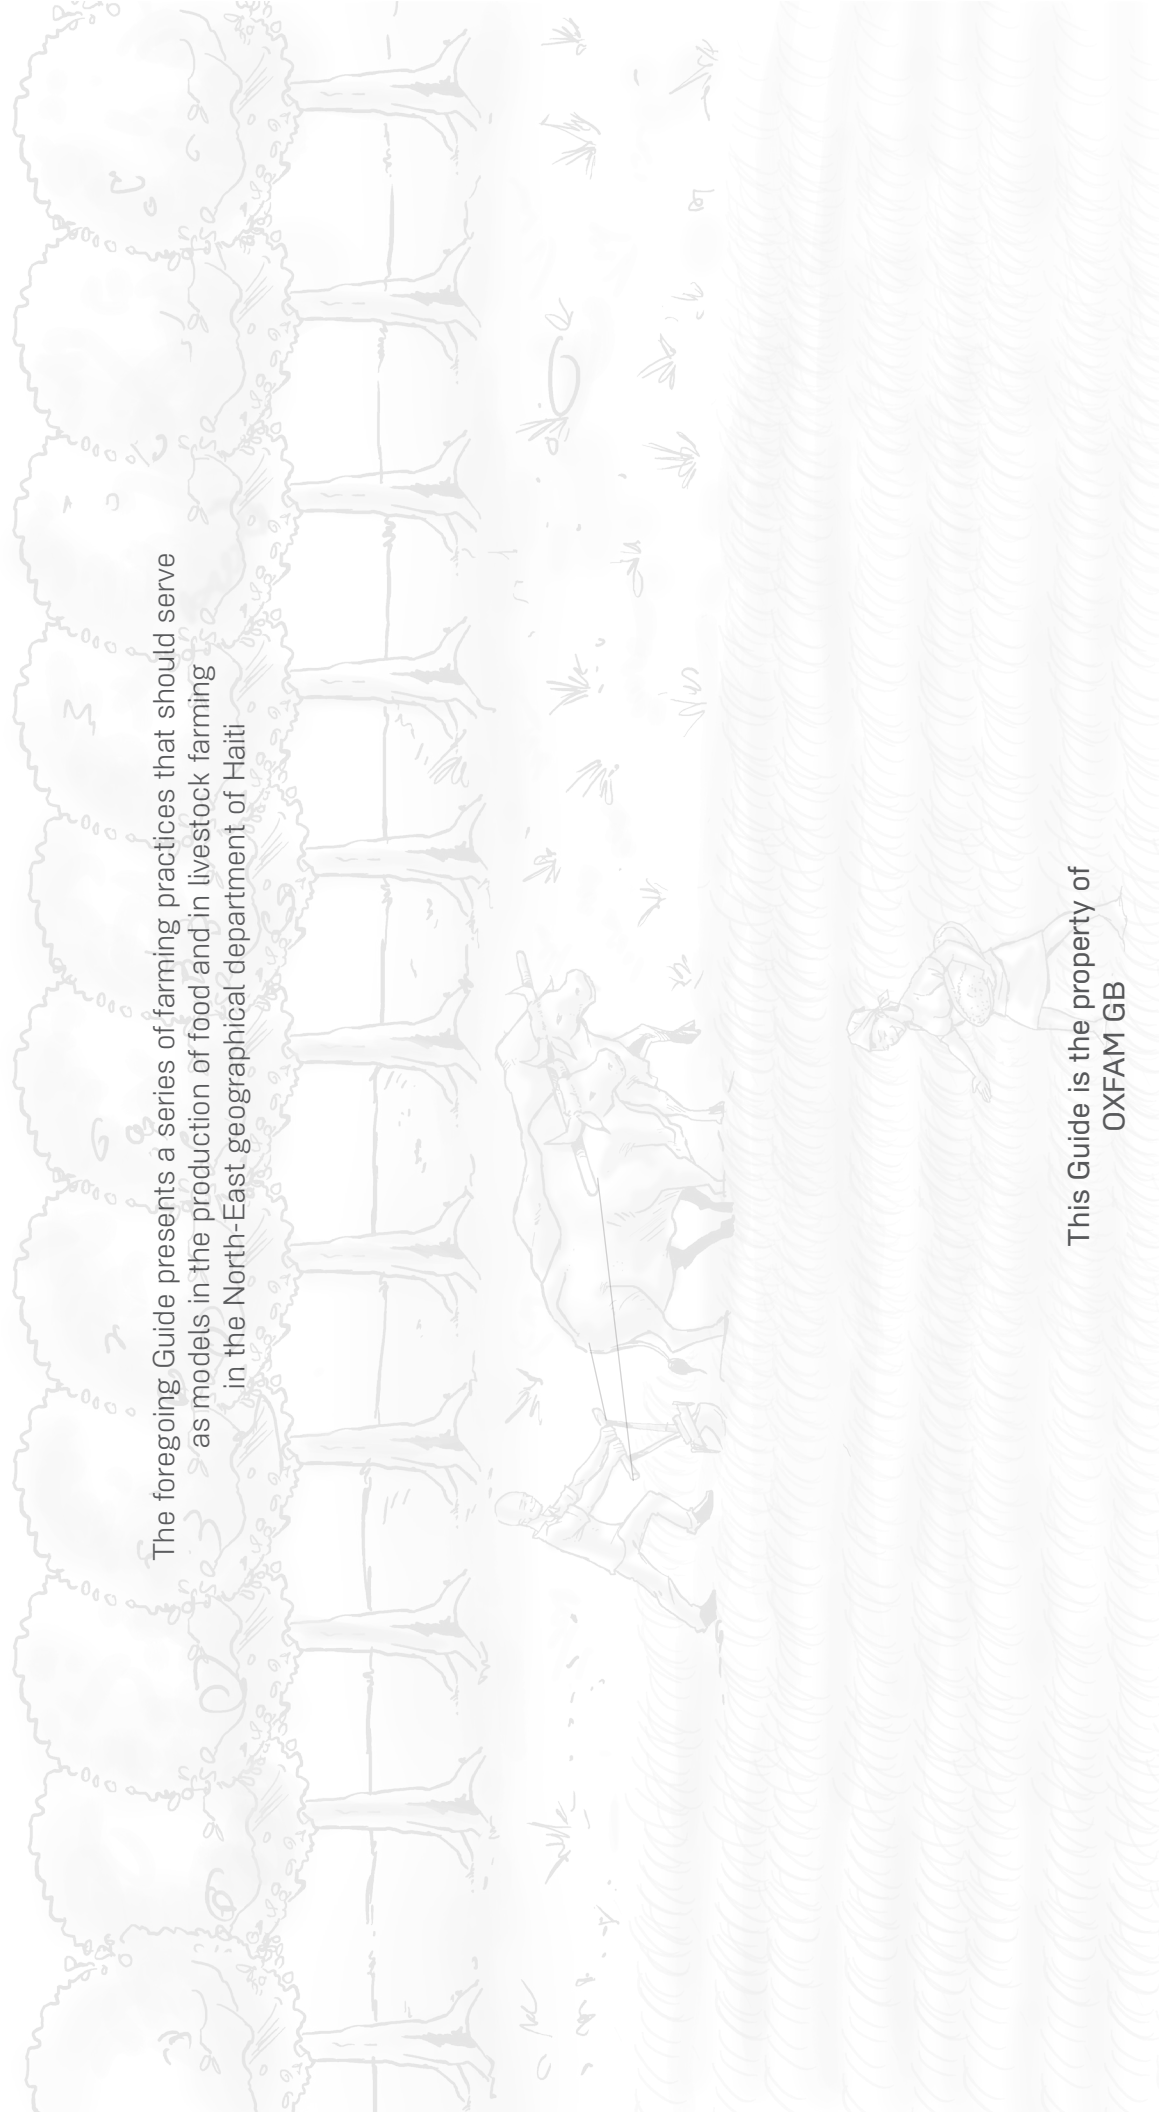 The foregoing Guide presents a series of farming practices that should serve
as models in the production of food and in livestock farming
in the North-East geographical department of Haiti
This Guide is the property of
OXFAM GB